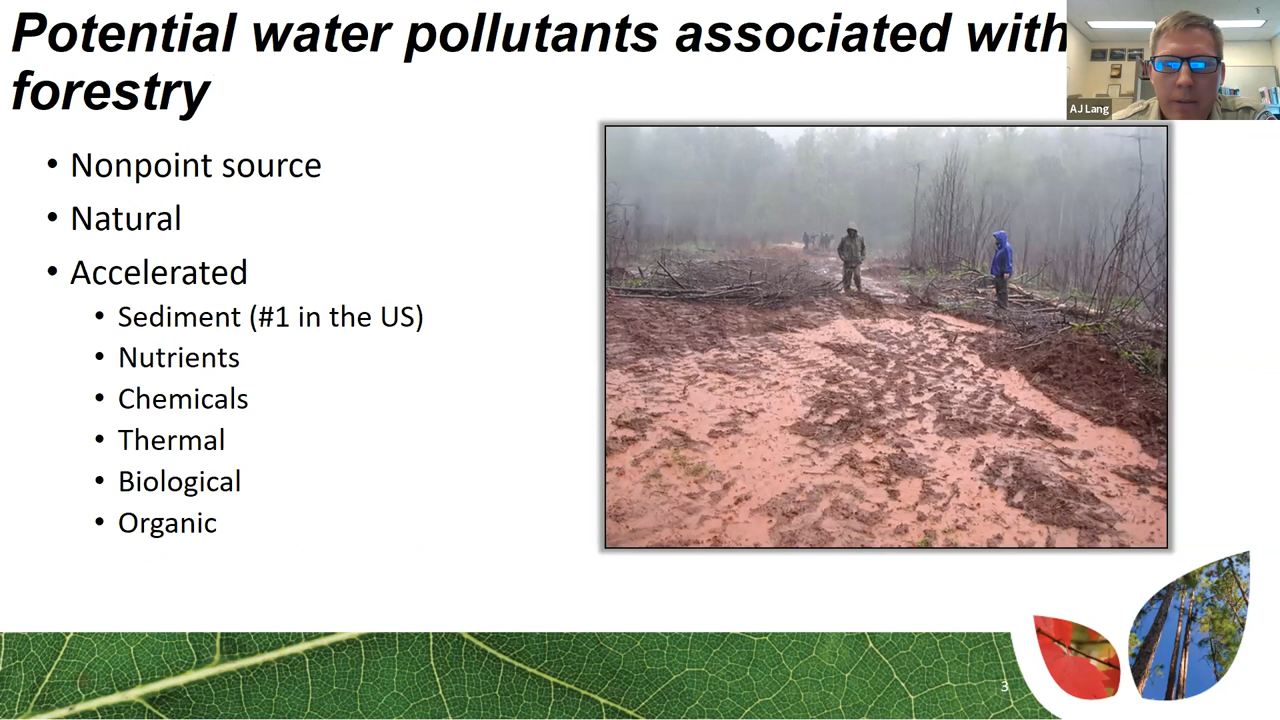 Potential water pollutants associated with
forestry
AJ Lang
• Nonpoint source
• Natural
• Accelerated
• Sediment (#1 in the US)
• Nutrients
• Chemicals
• Thermal
• Biological
• Organic
3